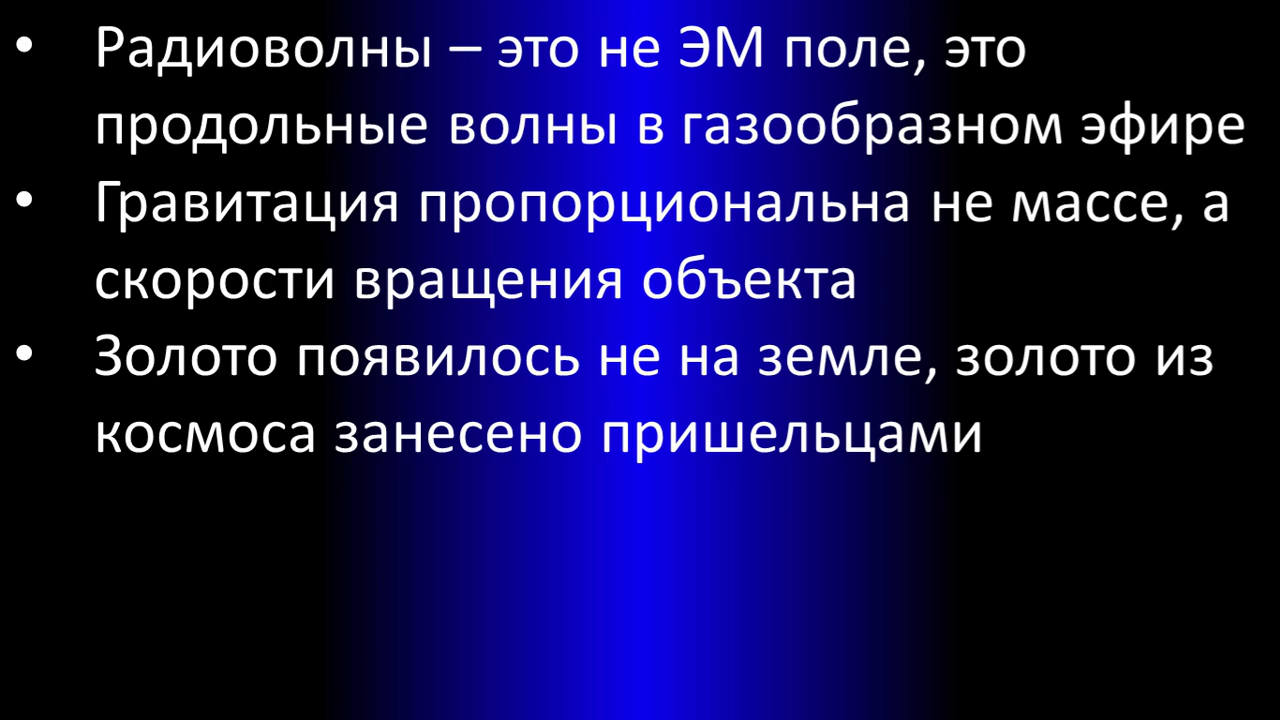 • Радиоволны – это не ЭМ поле, это
продольные волны в газообразном эфире
• Гравитация пропорциональна не массе, а
скорости вращения объекта
• Золото появилось не на земле, золото из
космоса занесено пришельцами